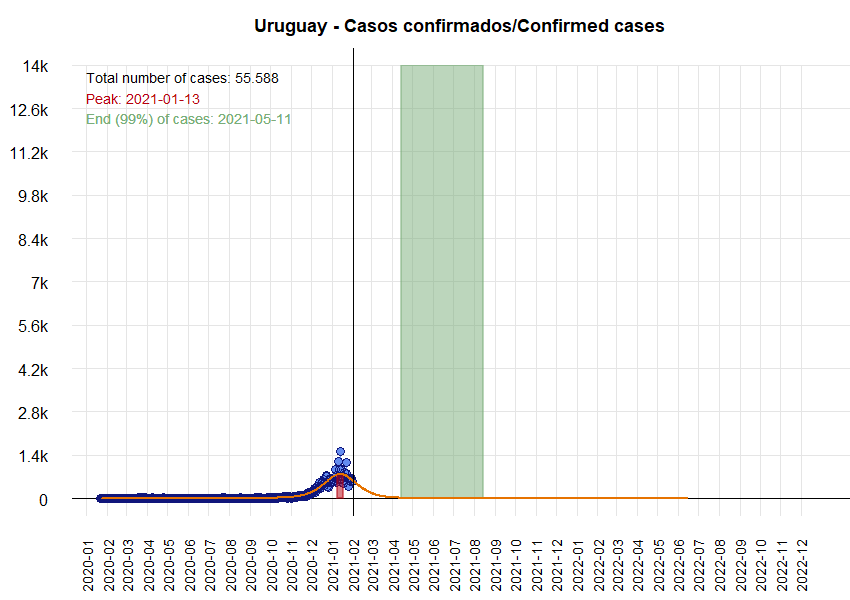 Uruguay - Casos confirmados/Confirmed cases
Total number of cases: 55.588
Peak: 2021-01-13
End (99%) of cases: 2021-05-11
14k
12.6k
11.2k
9.8k
8.4k
7k
5.6k
4.2k
2.8k
1.4k
0
2020-01
2020-02
2020-03
2020-04
2020-05
2020-06
2020-07
2020-08
2020-09
2020-10
2020-11
2020-12
2021-01
2021-02
2021-03
2021-04
2021-05
2021-06
2021-07
2021-08
2021-09
2021-10
2021-11
2021-12
2022-02
2022-03
2022-04
2022-05
2022-06
2022-07
2022-08
2022-09
2022-10
2022-11
2022-12